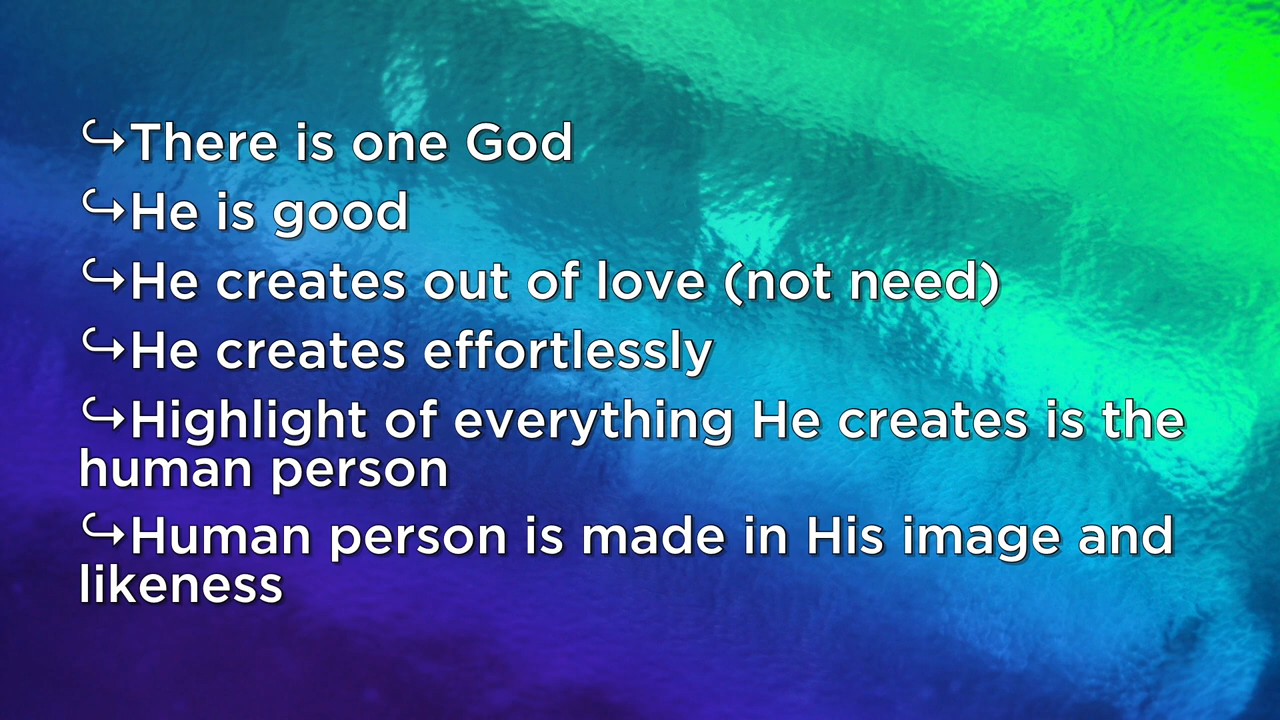 ↪There is one God
↪He is good
↪He creates out of love (not need)
↪He creates effortlessly
↪Highlight of everything He creates is the
human person
↪Human person is made in His image and
likeness